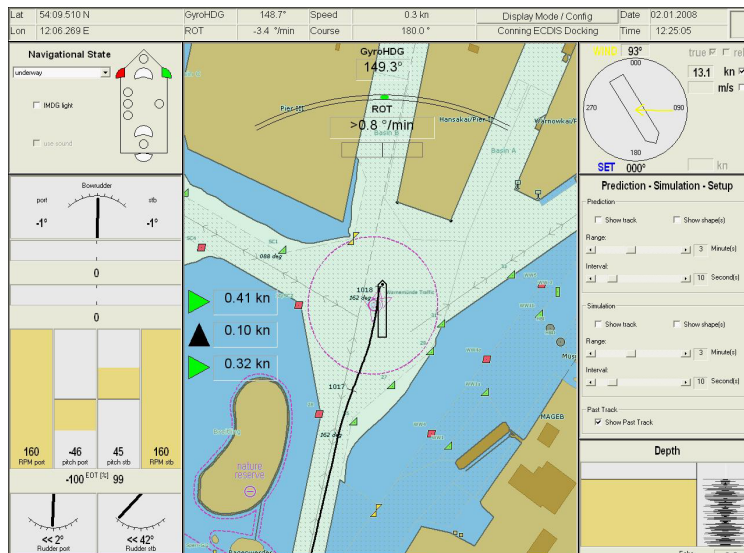 Lat 54:09.510 N GyroHDG 148.7° Speed 0.3 kn Display Mode / Config Date 02.01.2008
Lon 12:06.269 E ROT -3.4 °/min Course 180.0 ° Conning ECDIS Docking Time 12:25:05
Navigational State
underway
IMDG light
use sound
Bowrudder
port stb
-1° -1°
0
0
160 -46 45 160
RPM port pitch port pitch stb RPM stb
-100 EOT [%] 99
<< 2° << 42°
Rudder port Rudder stb
GyroHDG
149.3°
ROT
>0.8 °/min
Pier III
Hansakai/Pier II
Basin B
Basin A
088 deg
1018
162 deg
0.41 kn
0.10 kn
0.32 kn
1017
162 deg
MAGEB
nature
reserve
WIND 93°
true rel
000
13.1 kn
m/s
270 090
180
SET 000°
kn
Prediction - Simulation - Setup
Prediction
Show track Show shape(s)
Range:
3 Minute(s)
Interval:
10 Second(s)
Simulation
Show track Show shape(s)
Range:
3 Minute(s)
Interval:
10 Second(s)
Past Track
Show Past Track
Depth